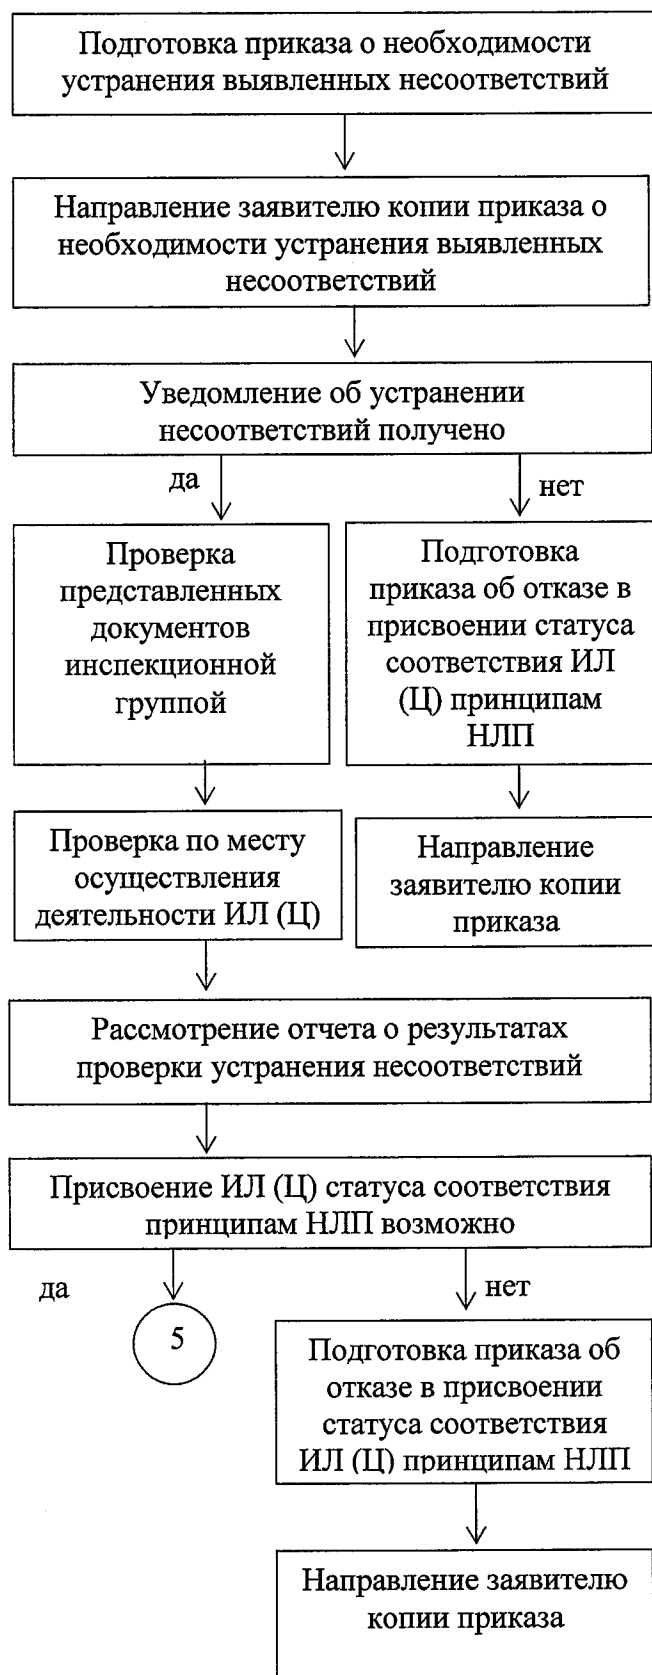 Подготовка приказа о необходимости
устранения выявленных несоответствий
Направление заявителю копии приказа о
необходимости устранения выявленных
несоответствий
Уведомление об устранении
несоответствий получено
да
нет
Проверка
представленных
документов
инспекционной
группой
Подготовка
приказа об отказе в
присвоении статуса
соответствия ИЛ
(Ц) принципам
НЛП
Проверка по месту
осуществления
деятельности ИЛ (Ц)
Направление
заявителю копии
приказа
Рассмотрение отчета о результатах
проверки устранения несоответствий
Присвоение ИЛ (Ц) статуса соответствия
принципам НЛП возможно
да
нет
5
Подготовка приказа об
отказе в присвоении
статуса соответствия
ИЛ (Ц) принципам НЛП
Направление заявителю
копии приказа